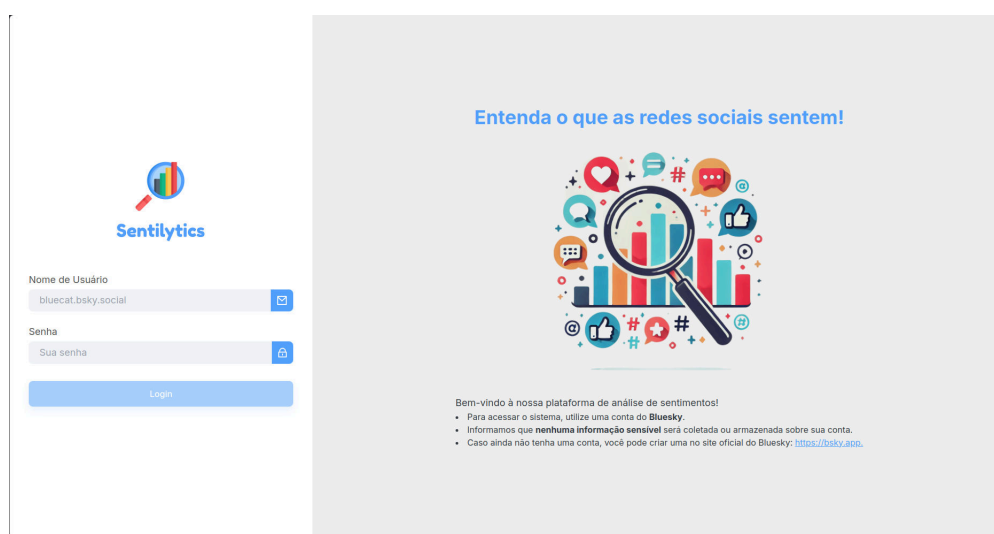 Sentilytics
Nome de Usuário
bluecat.bsky.social
Senha
Sua senha
Login
Entenda o que as redes sociais sentem!
Bem-vindo à nossa plataforma de análise de sentimentos!
• Para acessar o sistema, utilize uma conta do Bluesky.
• Informamos que nenhuma informação sensível será coletada ou armazenada sobre sua conta.
• Caso ainda não tenha uma conta, você pode criar uma no site oficial do Bluesky: https://bsky.app.